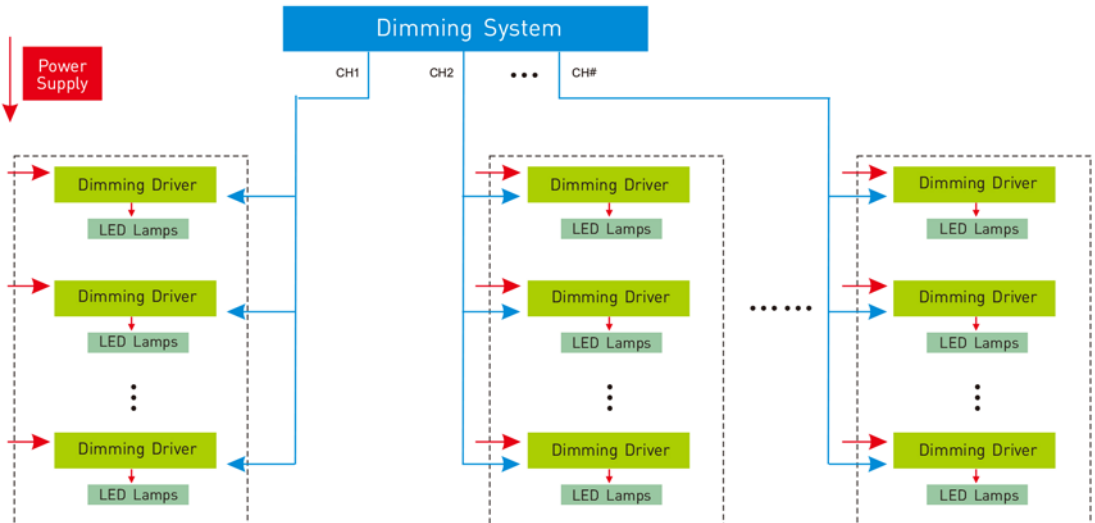 Dimming System
Power
Supply
CH1
CH2
CH#
Dimming Driver
Dimming Driver
Dimming Driver
LED Lamps
LED Lamps
LED Lamps
Dimming Driver
Dimming Driver
Dimming Driver
LED Lamps
LED Lamps
LED Lamps
Dimming Driver
Dimming Driver
Dimming Driver
LED Lamps
LED Lamps
LED Lamps